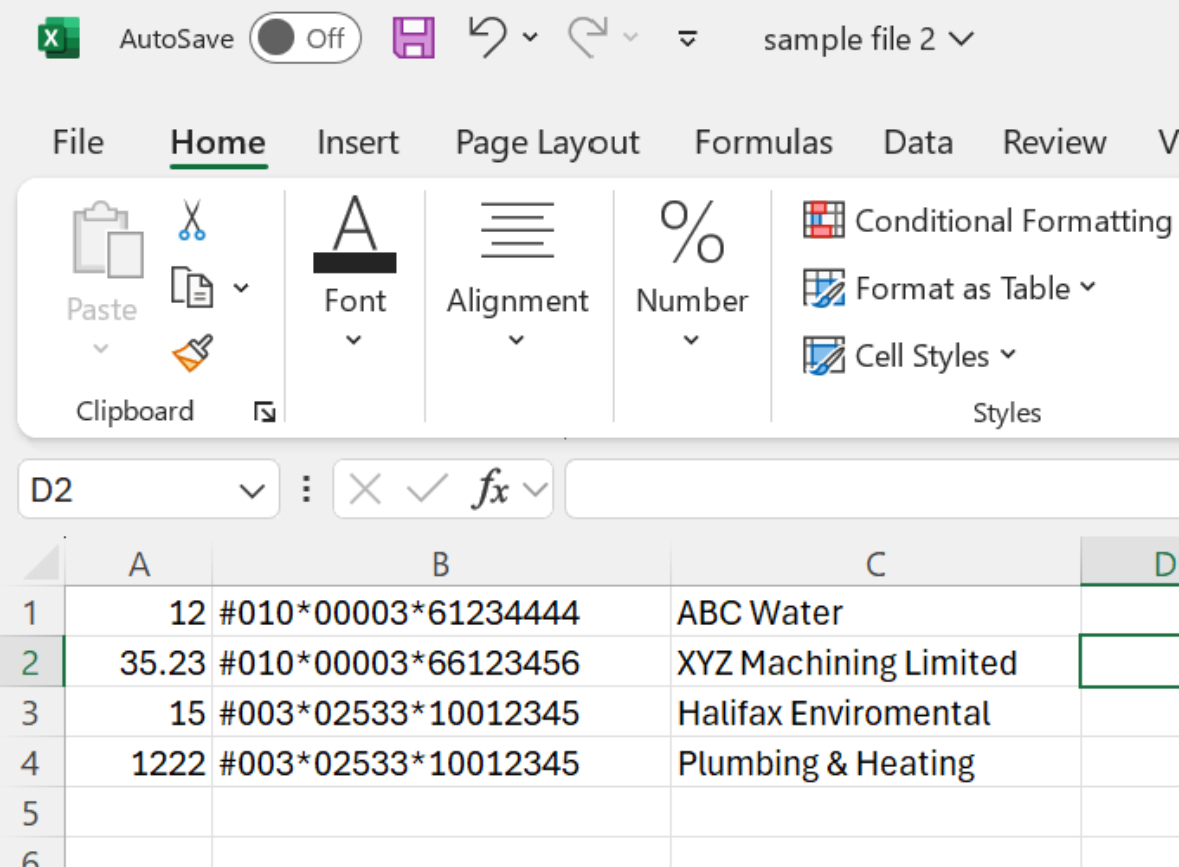 AutoSave Off sample file 2
File Home Insert Page Layout Formulas Data Review V
Paste
Clipboard
Font
Alignment
%
Number
Conditional Formatting
Format as Table
Cell Styles
Styles
D2 fx
A B C D
1 12 #010*00003*61234444 ABC Water
2 35.23 #010*00003*66123456 XYZ Machining Limited
3 15 #003*02533*10012345 Halifax Enviromental
4 1222 #003*02533*10012345 Plumbing & Heating
5
6